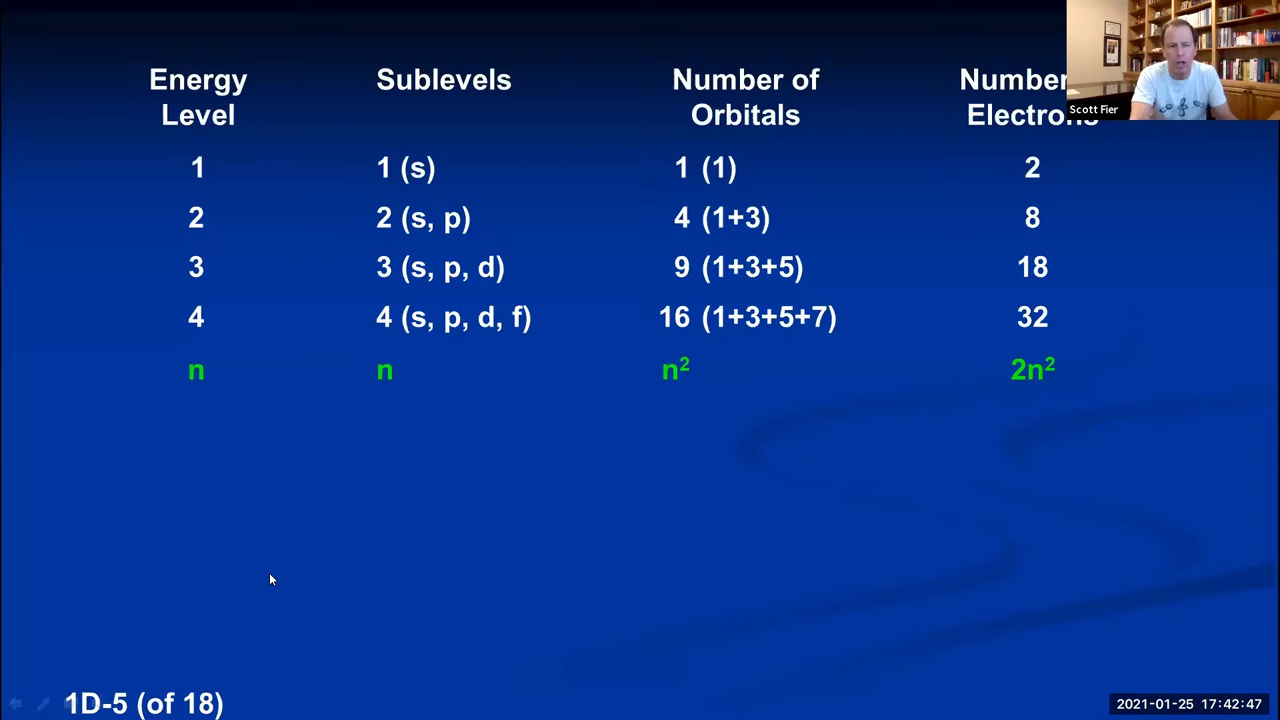 Energy Level
Sublevels
Number of Orbitals
Number
Electrons
Scott Fier
1
1 (s)
1 (1)
2
2
2 (s, p)
4 (1+3)
8
3
3 (s, p, d)
9 (1+3+5)
18
4
4 (s, p, d, f)
16 (1+3+5+7)
32
n
n
n²
2n²
1D-5 (of 18)
2021-01-25 17:42:47